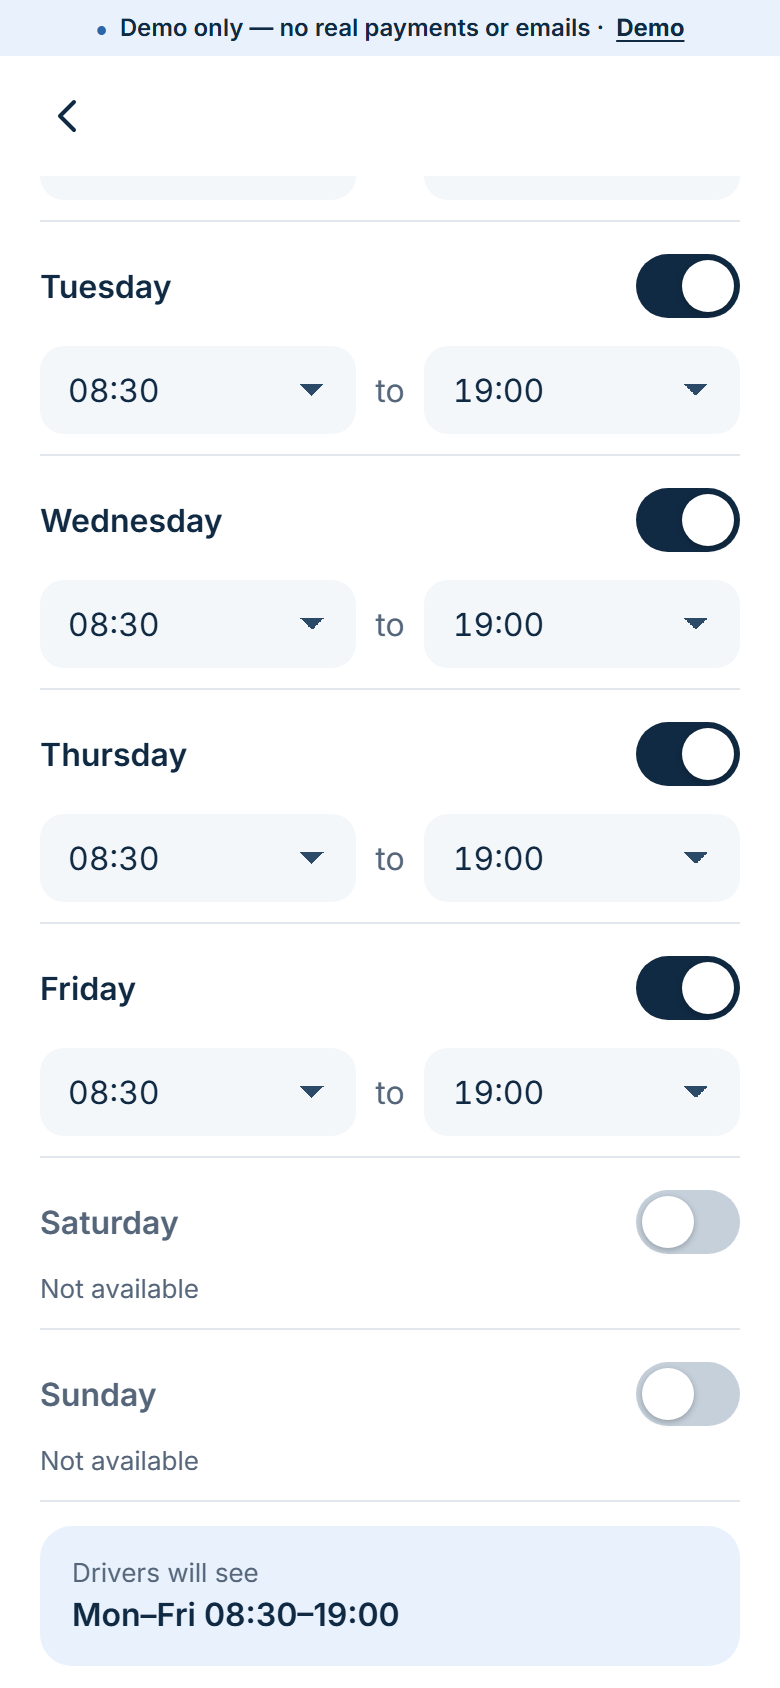 Demo only — no real payments or emails · Demo
Tuesday
08:30 to 19:00
Wednesday
08:30 to 19:00
Thursday
08:30 to 19:00
Friday
08:30 to 19:00
Saturday
Not available
Sunday
Not available
Drivers will see
Mon–Fri 08:30–19:00